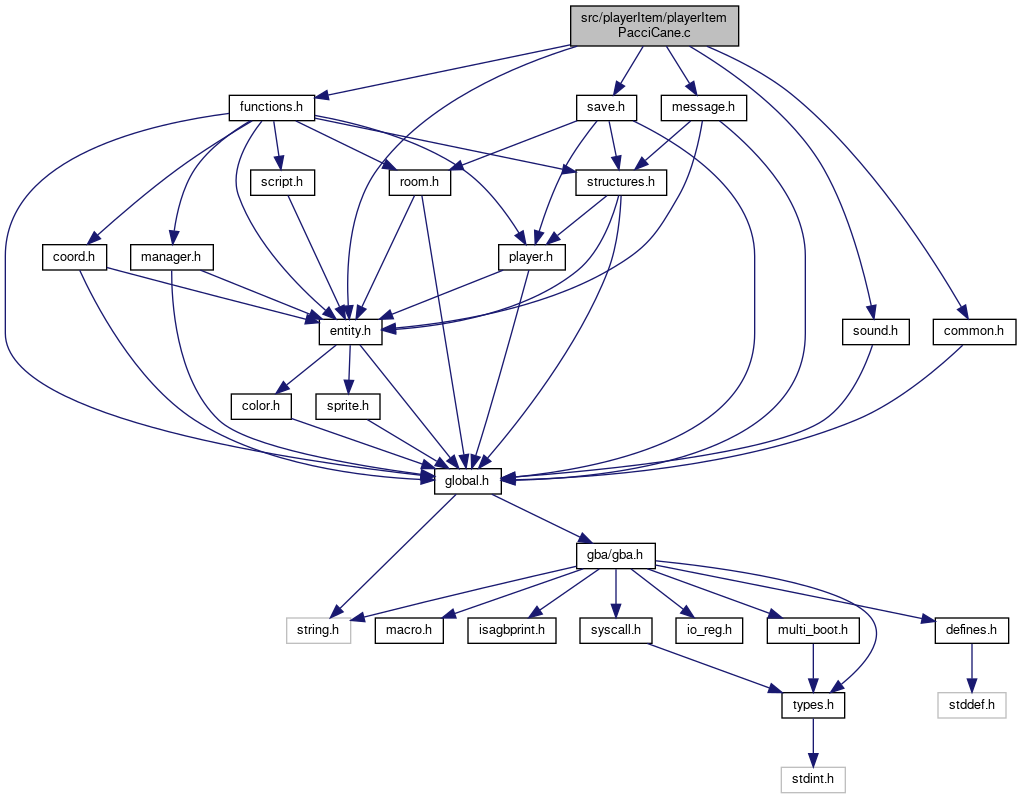 src/playerItem/playerItem
PacciCane.c
functions.h
save.h
message.h
script.h
room.h
structures.h
coord.h
manager.h
player.h
entity.h
sound.h
common.h
color.h
sprite.h
global.h
gba/gba.h
string.h
macro.h
isagbprint.h
syscall.h
io_reg.h
multi_boot.h
defines.h
types.h
stddef.h
stdint.h